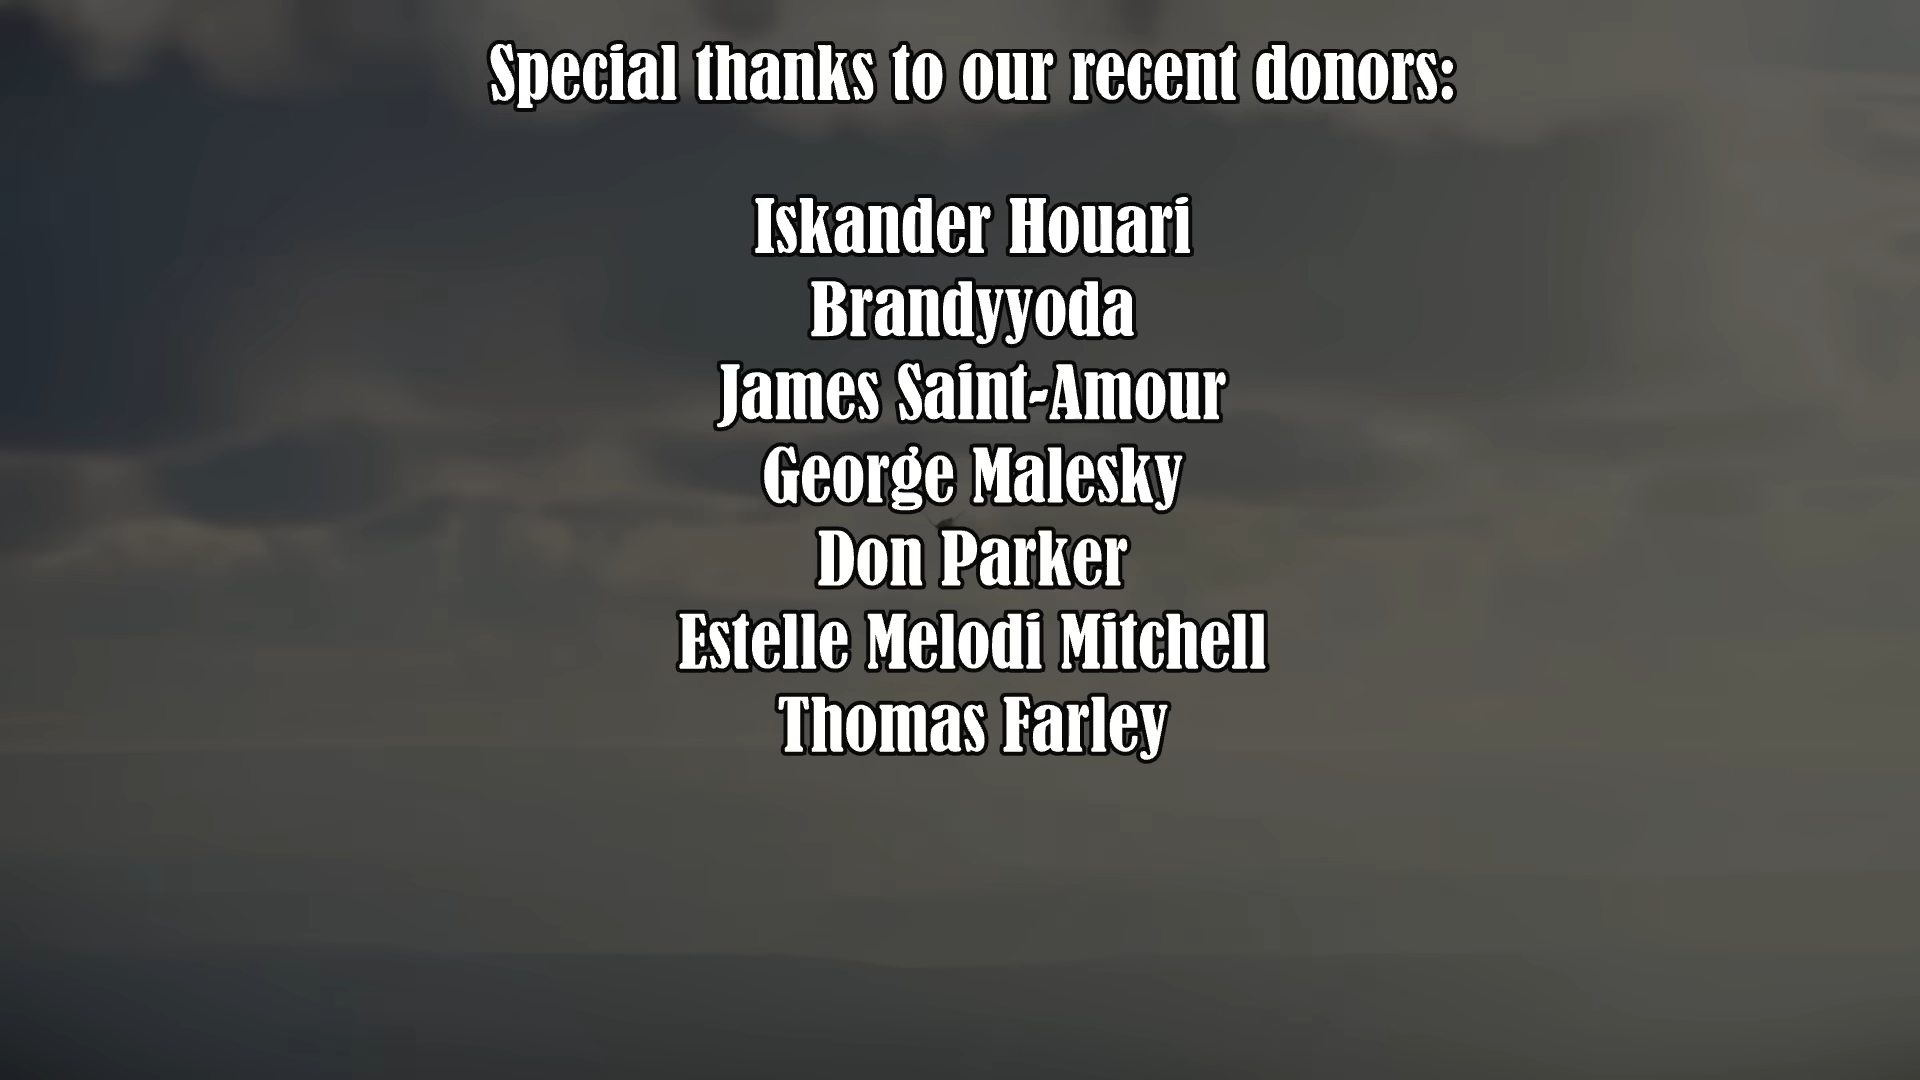 Special thanks to our recent donors:
Iskander Houari
Brandyyoda
James Saint-Amour
George Malesky
Don Parker
Estelle Melodi Mitchell
Thomas Farley